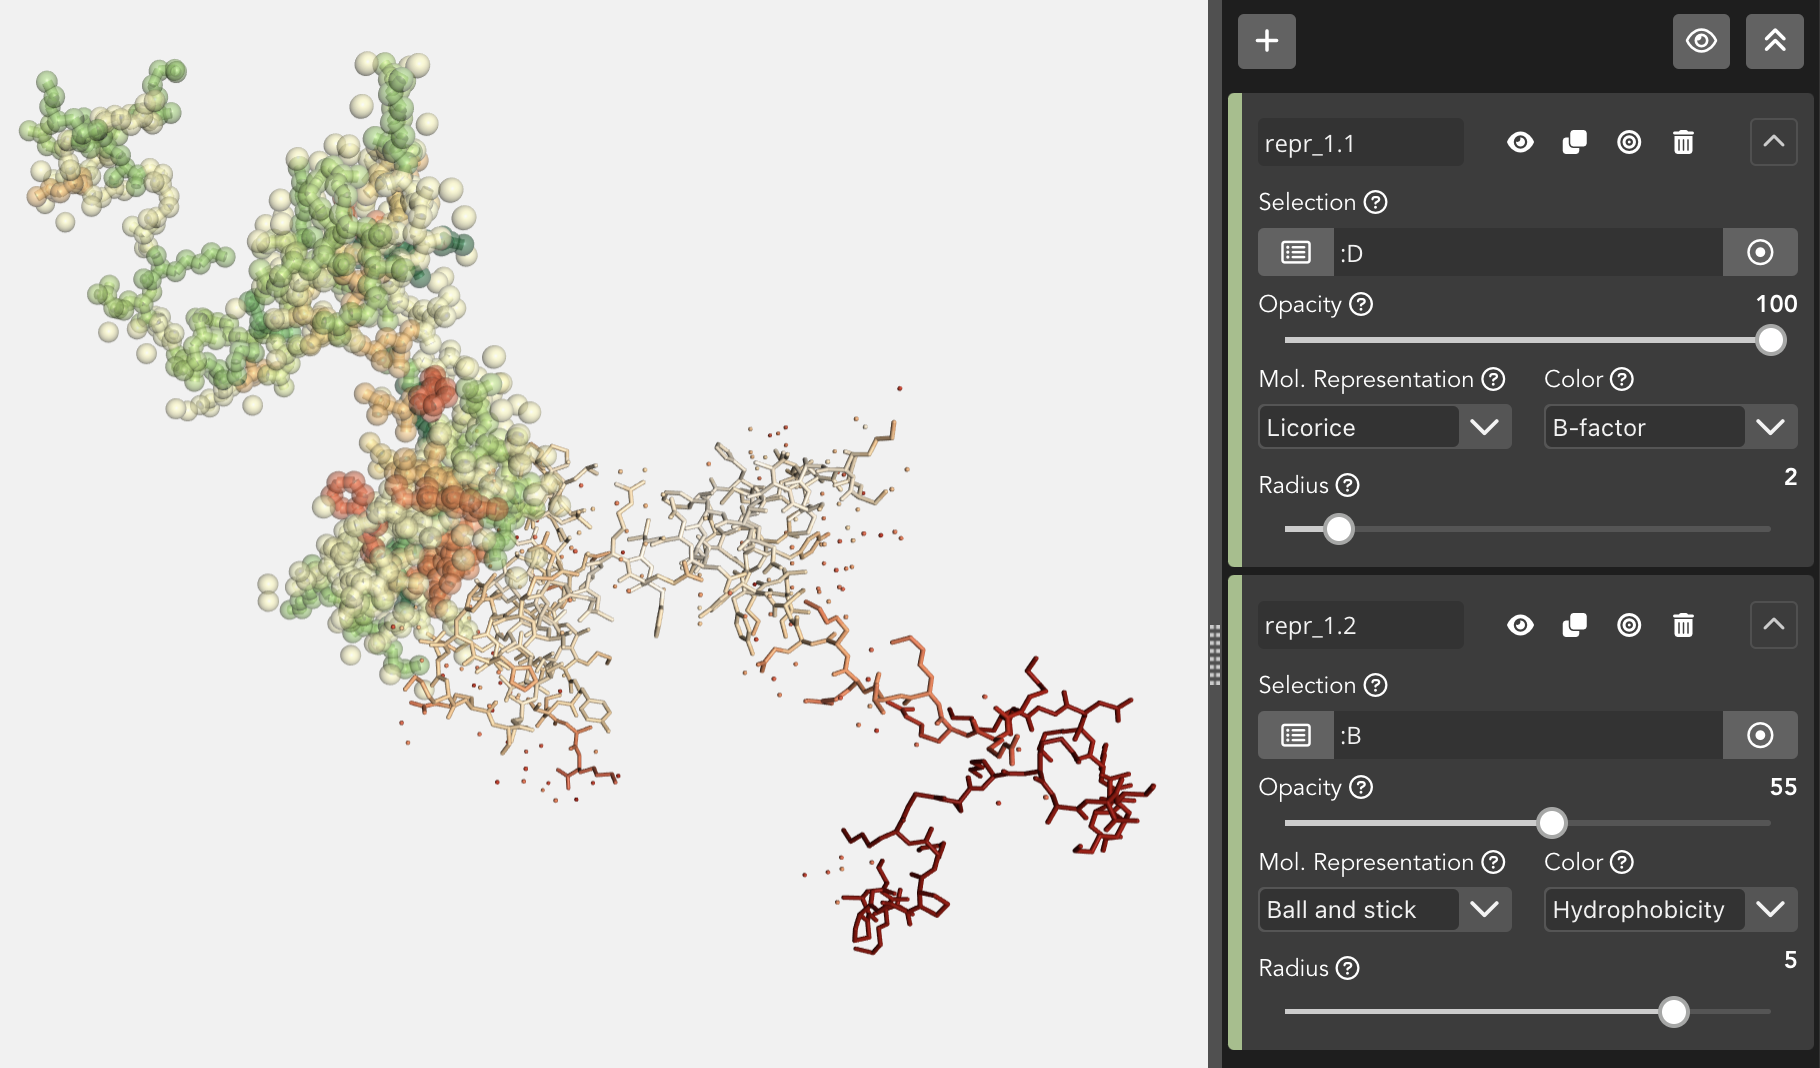 repr_1.1
Selection
:D
Opacity 100
Mol. Representation Color
Licorice B-factor
Radius 2
repr_1.2
Selection
:B
Opacity 55
Mol. Representation Color
Ball and stick Hydrophobicity
Radius 5